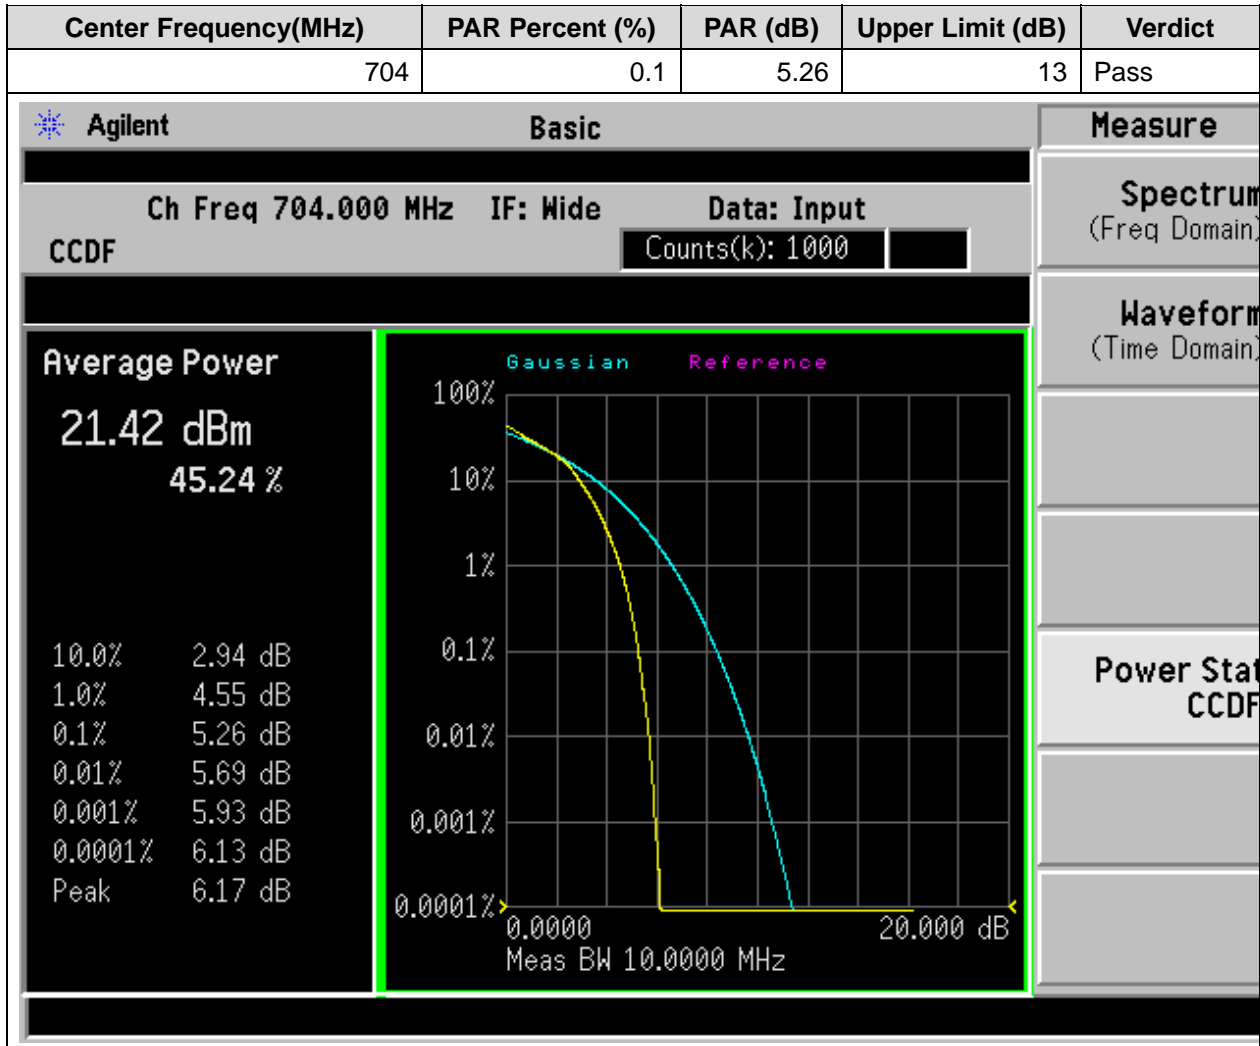 Center Frequency(MHz) PAR Percent (%) PAR (dB) Upper Limit (dB) Verdict
704 0.1 5.26 13 Pass
Agilent Basic Measure
Ch Freq 704.000 MHz IF: Wide Data: Input
CCDF Counts(k): 1000
Spectrum
(Freq Domain)
Waveform
(Time Domain)
Power Stat
CCDF
Average Power
21.42 dBm
45.24 %
10.0% 2.94 dB
1.0% 4.55 dB
0.1% 5.26 dB
0.01% 5.69 dB
0.001% 5.93 dB
0.0001% 6.13 dB
Peak 6.17 dB
Gaussian Reference
100%
10%
1%
0.1%
0.01%
0.001%
0.0001%
0.0000 20.000 dB
Meas BW 10.0000 MHz